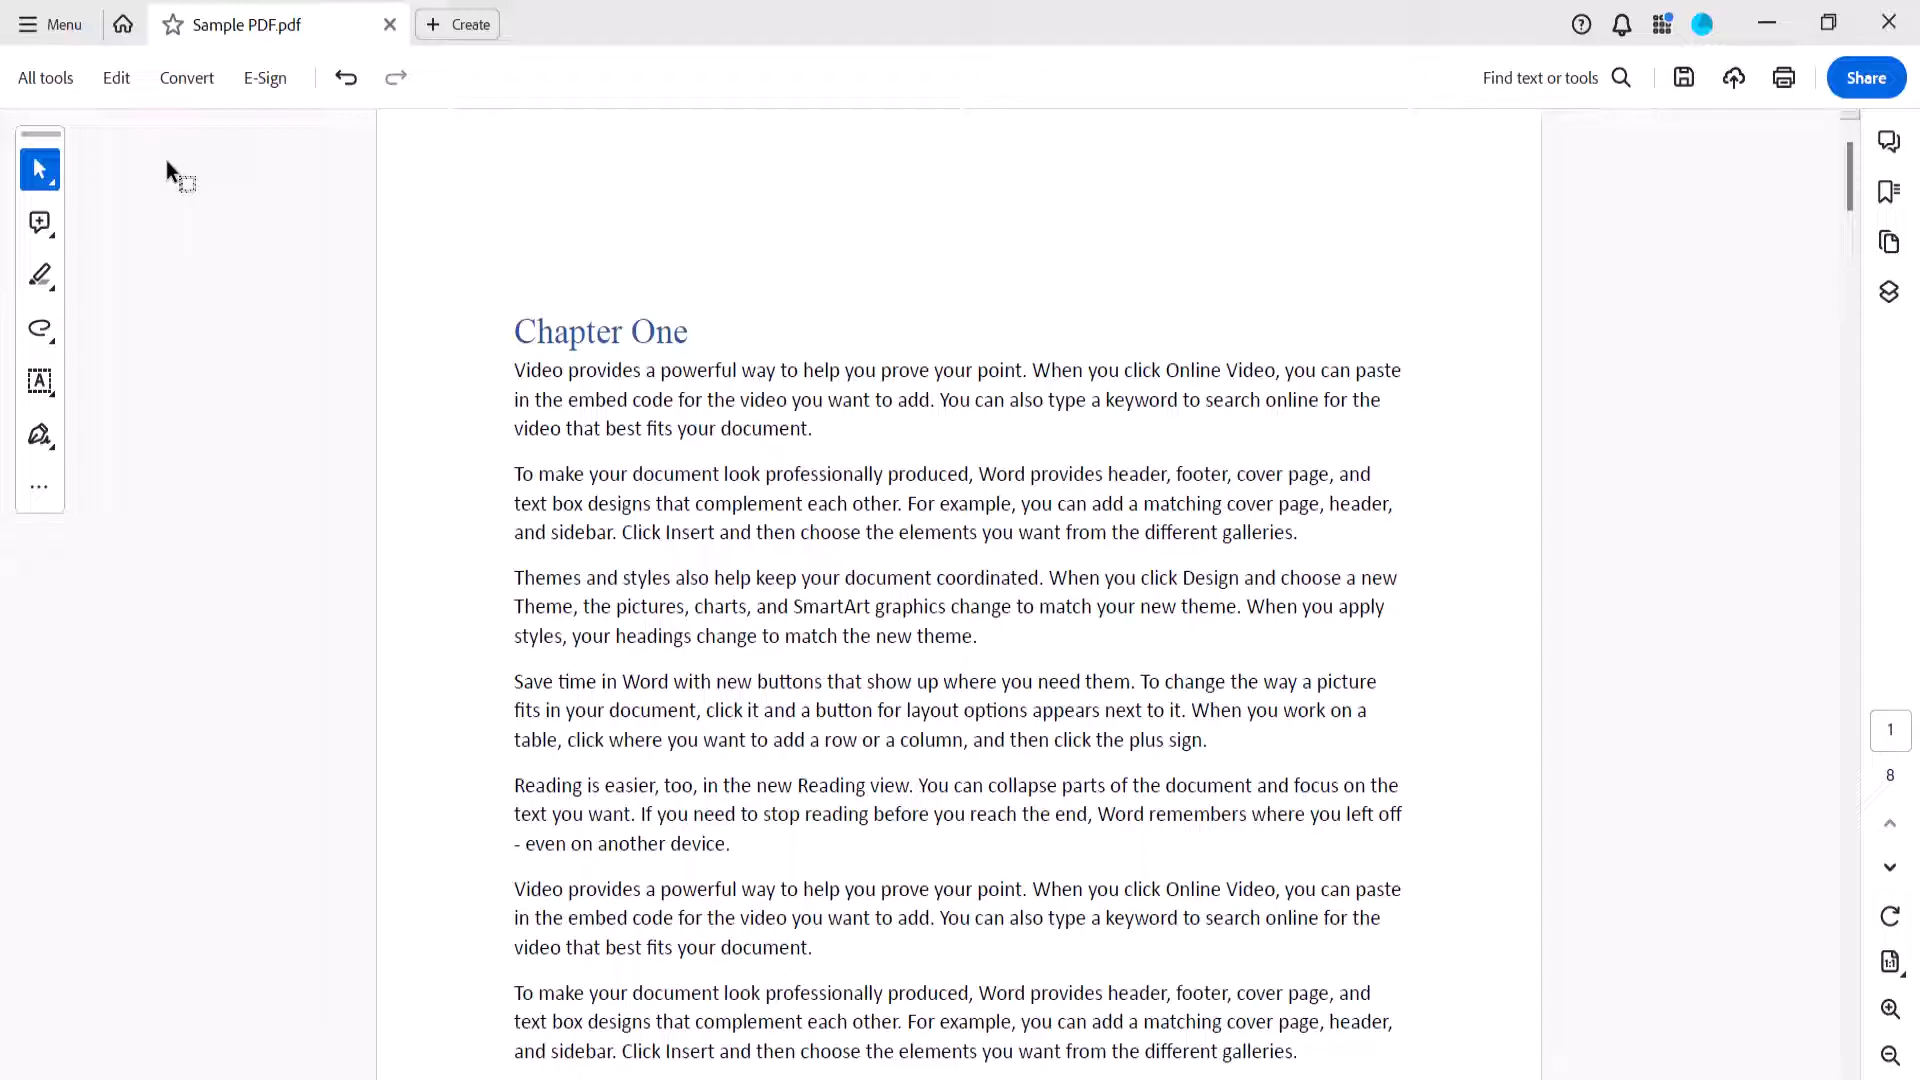 Menu
Sample PDF.pdf
Create
All tools
Edit
Convert
E-Sign
Find text or tools
Share
A
Chapter One
Video provides a powerful way to help you prove your point. When you click Online Video, you can paste
in the embed code for the video you want to add. You can also type a keyword to search online for the
video that best fits your document.
To make your document look professionally produced, Word provides header, footer, cover page, and
text box designs that complement each other. For example, you can add a matching cover page, header,
and sidebar. Click Insert and then choose the elements you want from the different galleries.
Themes and styles also help keep your document coordinated. When you click Design and choose a new
Theme, the pictures, charts, and SmartArt graphics change to match your new theme. When you apply
styles, your headings change to match the new theme.
Save time in Word with new buttons that show up where you need them. To change the way a picture
fits in your document, click it and a button for layout options appears next to it. When you work on a
table, click where you want to add a row or a column, and then click the plus sign.
Reading is easier, too, in the new Reading view. You can collapse parts of the document and focus on the
text you want. If you need to stop reading before you reach the end, Word remembers where you left off
- even on another device.
Video provides a powerful way to help you prove your point. When you click Online Video, you can paste
in the embed code for the video you want to add. You can also type a keyword to search online for the
video that best fits your document.
To make your document look professionally produced, Word provides header, footer, cover page, and
text box designs that complement each other. For example, you can add a matching cover page, header,
and sidebar. Click Insert and then choose the elements you want from the different galleries.
1
8
1:1